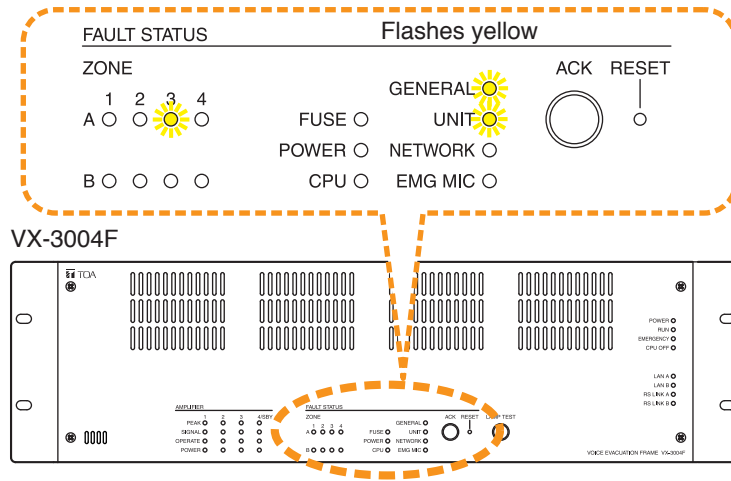 FAULT STATUS Flashes yellow
ZONE
1 2 3 4
A
B
FUSE
POWER
CPU
GENERAL
UNIT
NETWORK
EMG MIC
ACK RESET
VX-3004F
TOA
POWER
RUN
EMERGENCY
CPU OFF
LAN A
LAN B
RS LINK A
RS LINK B
AMPLIFIER
1 2 3 4/SBY
PEAK
SIGNAL
OPERATE
POWER
FAULT STATUS
ZONE
1 2 3 4
A
B
FUSE
POWER
CPU
GENERAL
UNIT
NETWORK
EMG MIC
ACK RESET LAMP TEST
VOICE EVACUATION FRAME VX-3004F